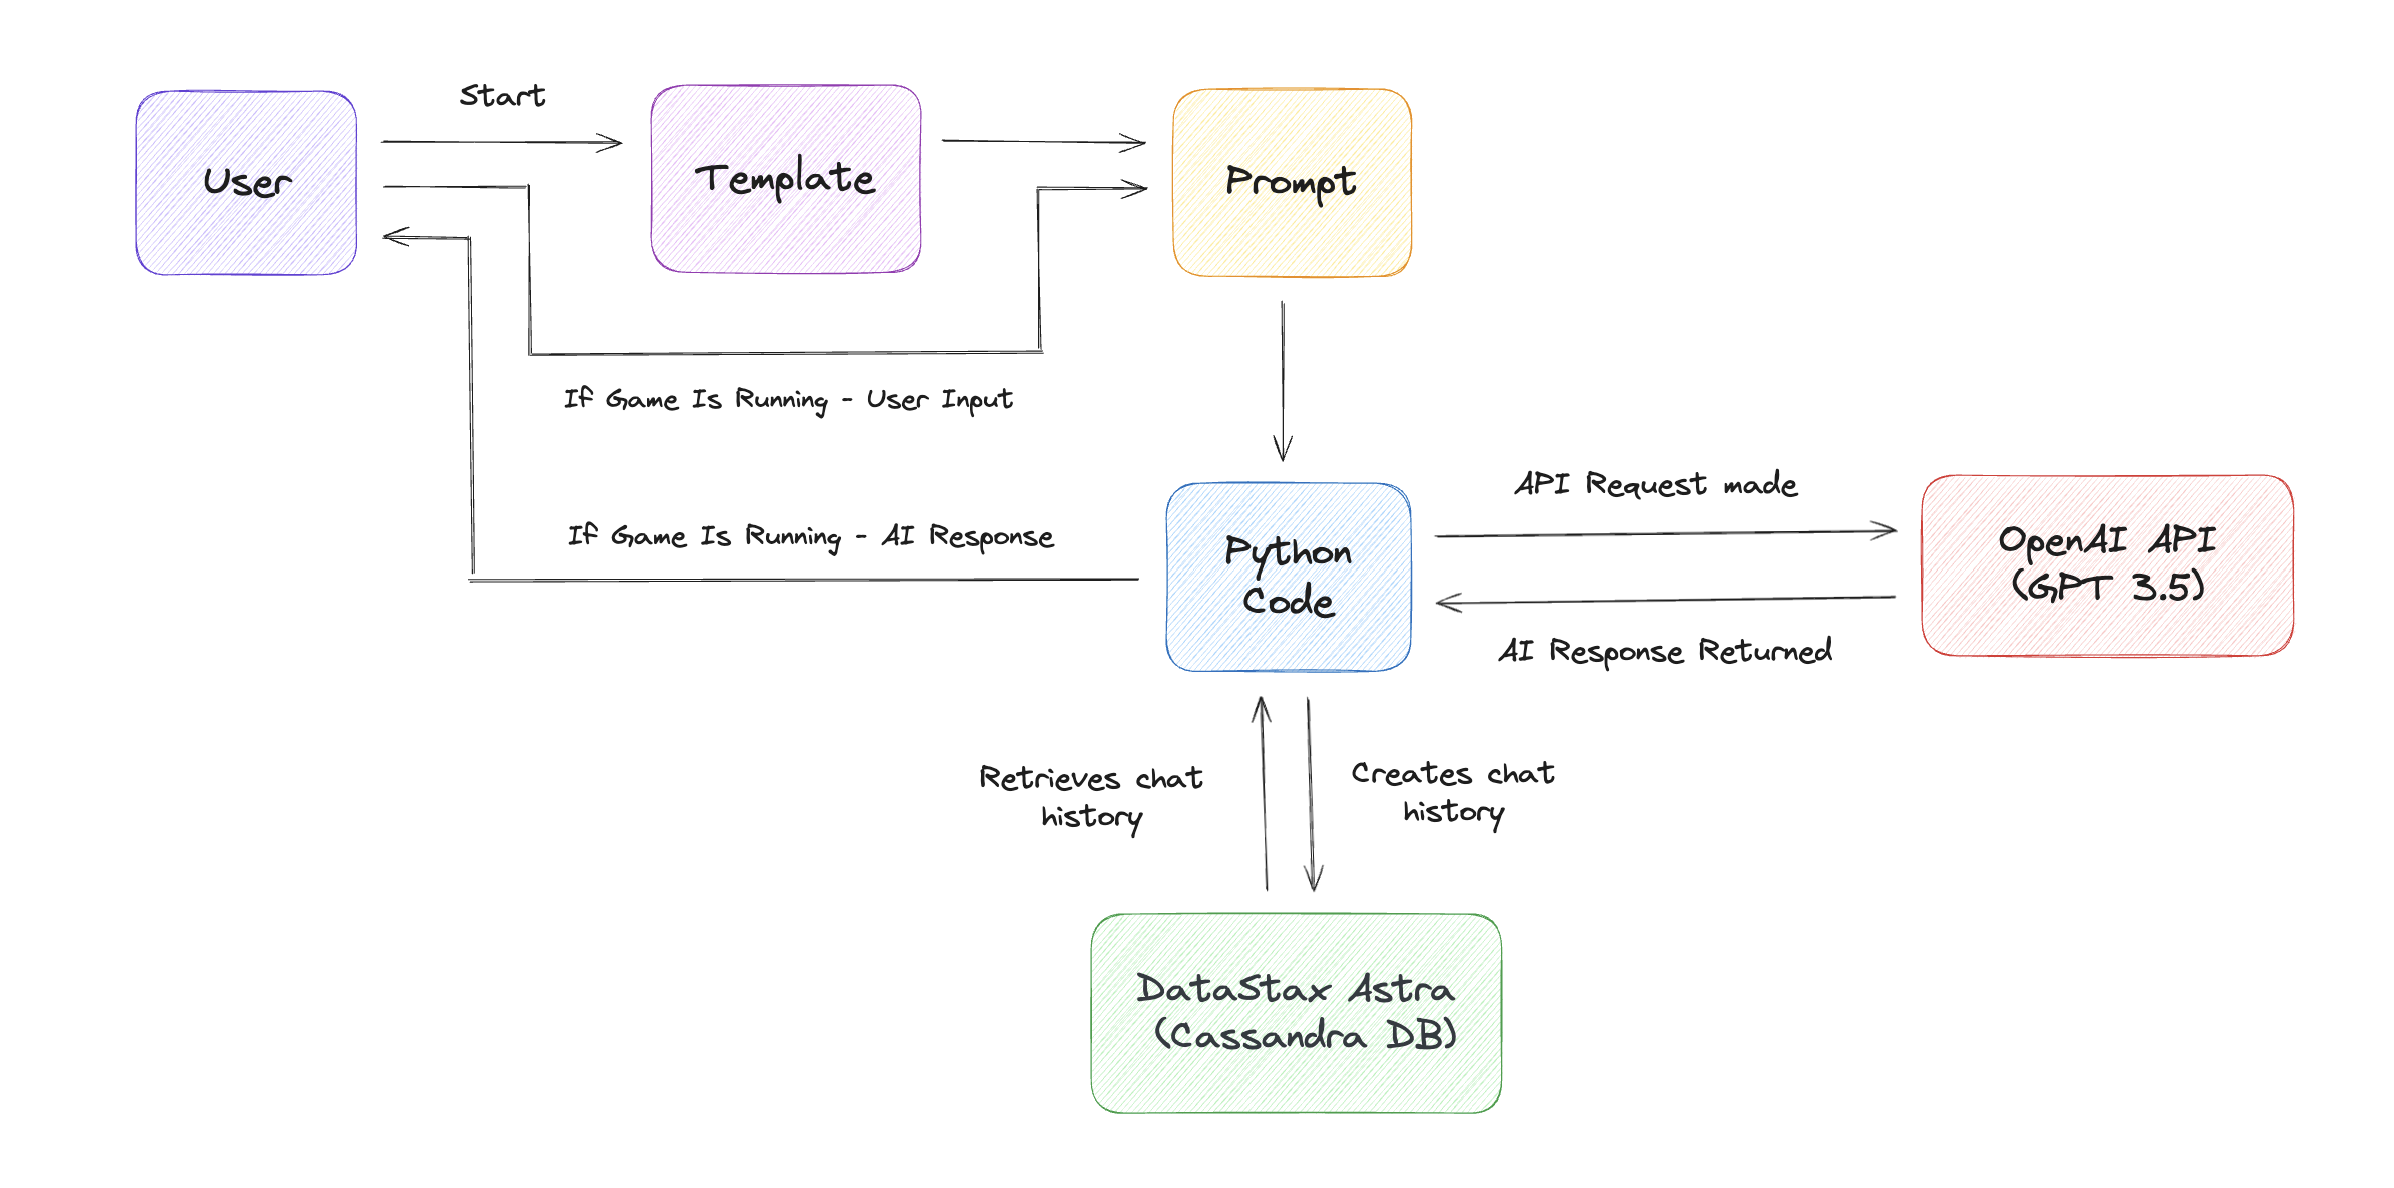 Start
User
Template
Prompt
If Game Is Running - User Input
If Game Is Running - AI Response
Python
Code
API Request made
OpenAI API
(GPT 3.5)
AI Response Returned
Retrieves chat
history
Creates chat
history
DataStax Astra
(Cassandra DB)